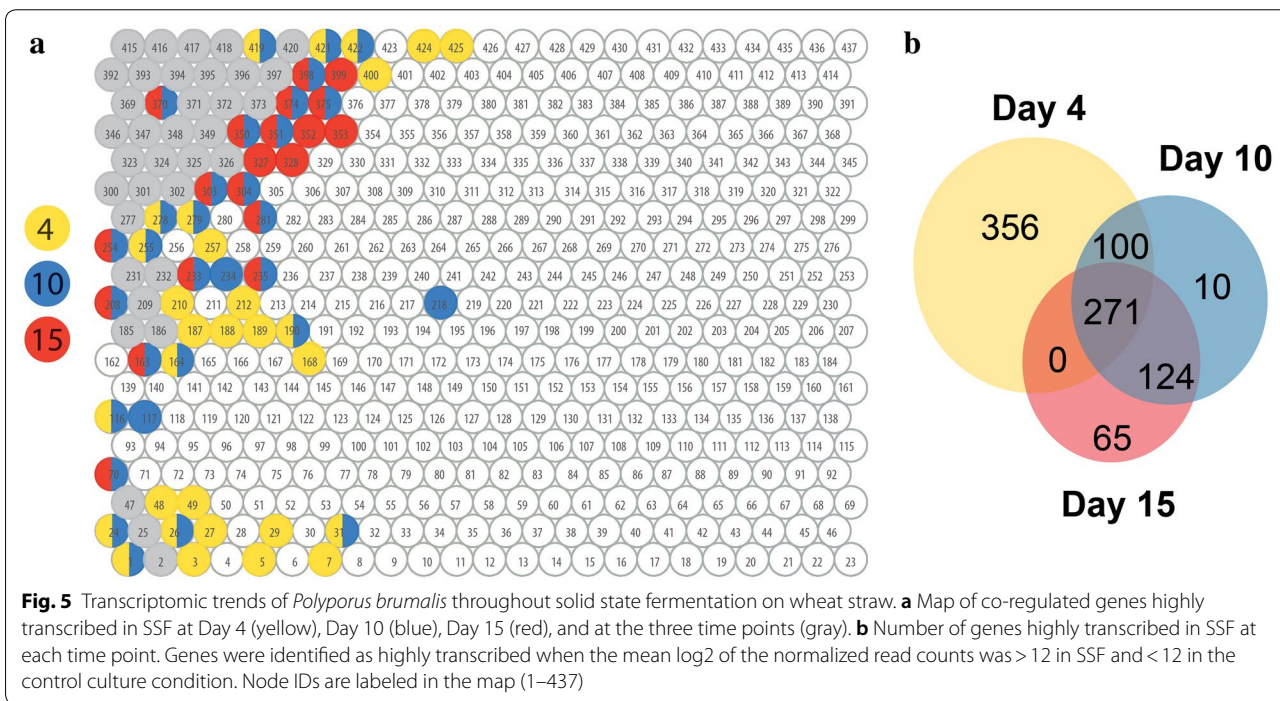 a
415 416 417 418 419 420 421 422 423 424 425 426 427 428 429 430 431 432 433 434 435 436 437
392 393 394 395 396 397 398 399 400 401 402 403 404 405 406 407 408 409 410 411 412 413 414
369 370 371 372 373 374 375 376 377 378 379 380 381 382 383 384 385 386 387 388 389 390 391
346 347 348 349 350 351 352 353 354 355 356 357 358 359 360 361 362 363 364 365 366 367 368
323 324 325 326 327 328 329 330 331 332 333 334 335 336 337 338 339 340 341 342 343 344 345
300 301 302 303 304 305 306 307 308 309 310 311 312 313 314 315 316 317 318 319 320 321 322
277 278 279 280 281 282 283 284 285 286 287 288 289 290 291 292 293 294 295 296 297 298 299
254 255 256 257 258 259 260 261 262 263 264 265 266 267 268 269 270 271 272 273 274 275 276
231 232 233 234 235 236 237 238 239 240 241 242 243 244 245 246 247 248 249 250 251 252 253
208 209 210 211 212 213 214 215 216 217 218 219 220 221 222 223 224 225 226 227 228 229 230
185 186 187 188 189 190 191 192 193 194 195 196 197 198 199 200 201 202 203 204 205 206 207
162 163 164 165 166 167 168 169 170 171 172 173 174 175 176 177 178 179 180 181 182 183 184
139 140 141 142 143 144 145 146 147 148 149 150 151 152 153 154 155 156 157 158 159 160 161
116 117 118 119 120 121 122 123 124 125 126 127 128 129 130 131 132 133 134 135 136 137 138
93 94 95 96 97 98 99 100 101 102 103 104 105 106 107 108 109 110 111 112 113 114 115
70 71 72 73 74 75 76 77 78 79 80 81 82 83 84 85 86 87 88 89 90 91 92
47 48 49 50 51 52 53 54 55 56 57 58 59 60 61 62 63 64 65 66 67 68 69
24 25 26 27 28 29 30 31 32 33 34 35 36 37 38 39 40 41 42 43 44 45 46
1 2 3 4 5 6 7 8 9 10 11 12 13 14 15 16 17 18 19 20 21 22 23
4
10
15
b
Day 4
Day 10
356
100
10
271
0
124
65
Day 15
Fig. 5 Transcriptomic trends of Polyporus brumalis throughout solid state fermentation on wheat straw. a Map of co-regulated genes highly
transcribed in SSF at Day 4 (yellow), Day 10 (blue), Day 15 (red), and at the three time points (gray). b Number of genes highly transcribed in SSF at
each time point. Genes were identified as highly transcribed when the mean log2 of the normalized read counts was > 12 in SSF and < 12 in the
control culture condition. Node IDs are labeled in the map (1–437)